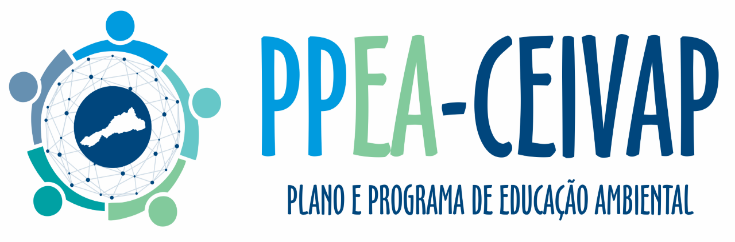 PPEA-CEIVAP
PLANO E PROGRAMA DE EDUCAÇÃO AMBIENTAL